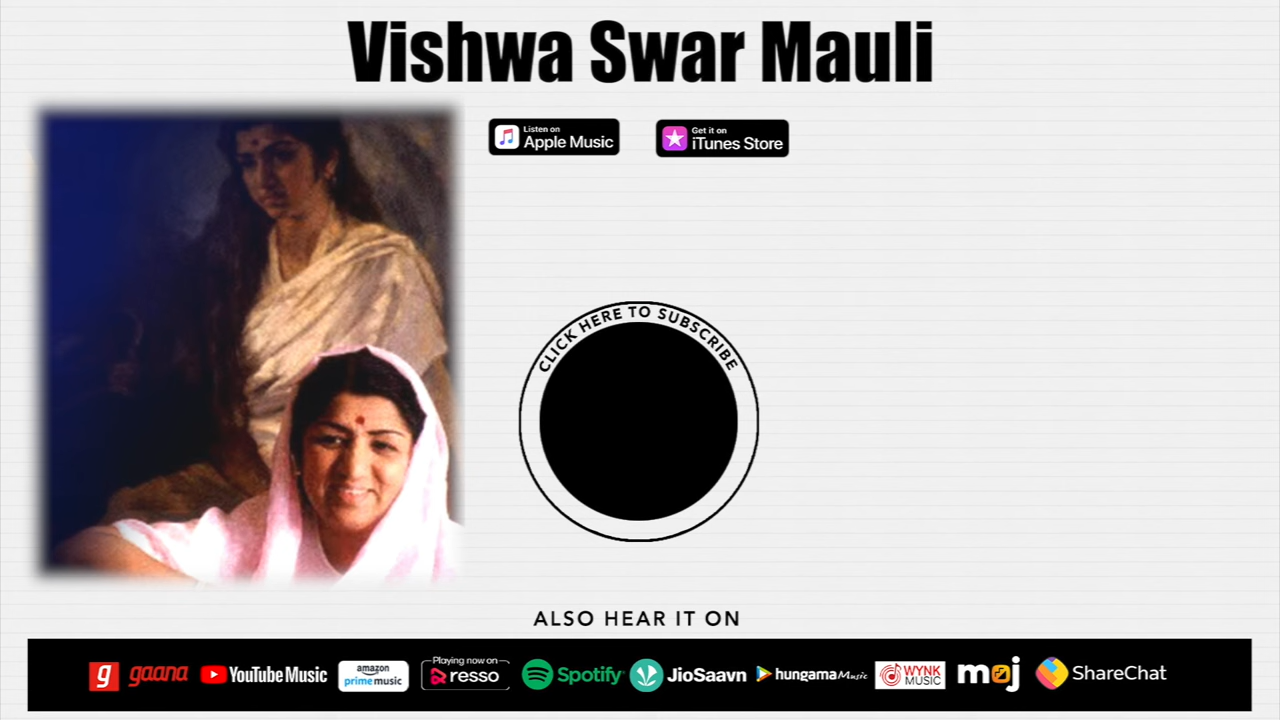 Vishwa Swar Mauli
Listen on
Apple Music
Get it on
iTunes Store
CLICK HERE TO SUBSCRIBE
ALSO HEAR IT ON
g gaana
YouTube Music
amazon
prime music
Playing now on
resso
Spotify
JioSaavn
hungama Music
WYNK
MUSIC
moj
ShareChat